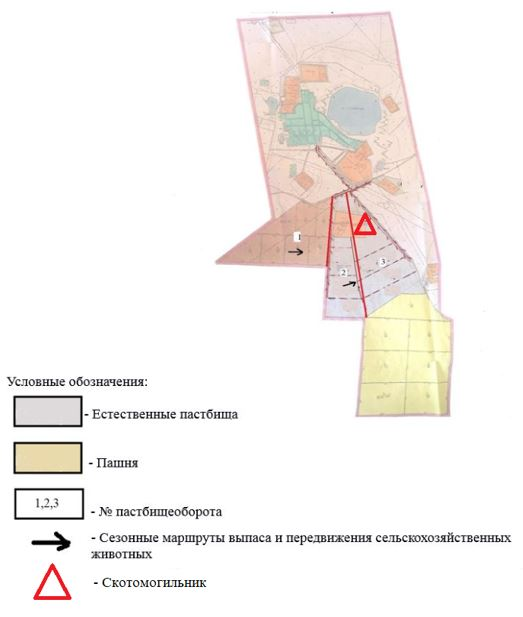 1
2
3
Условные обозначения:
- Естественные пастбища
- Пашня
1,2,3
- № пастбищеоборота
- Сезонные маршруты выпаса и передвижения сельскохозяйственных
животных
- Скотомогильник